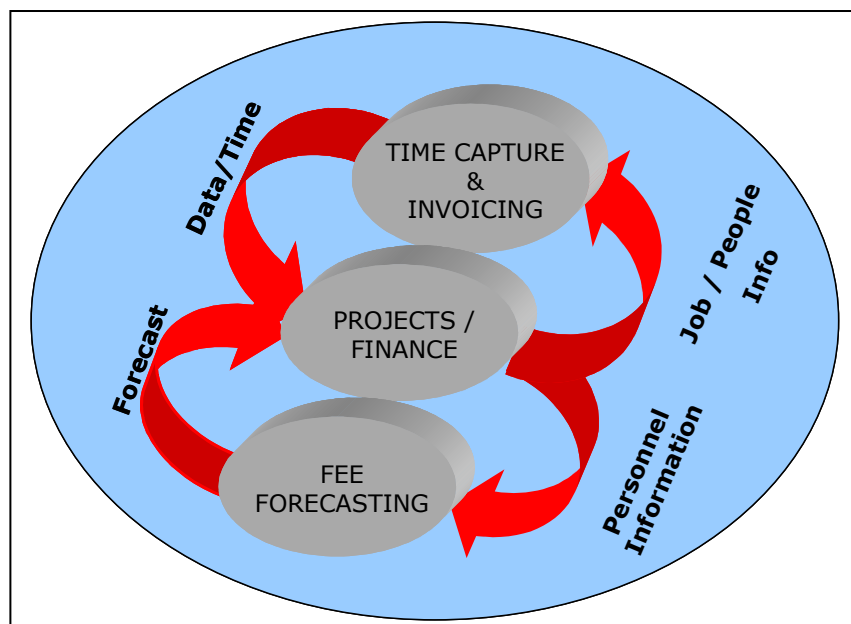 Data/Time
TIME CAPTURE
&
INVOICING
Job / People
Info
PROJECTS /
FINANCE
Forecast
FEE
FORECASTING
Personnel
Information